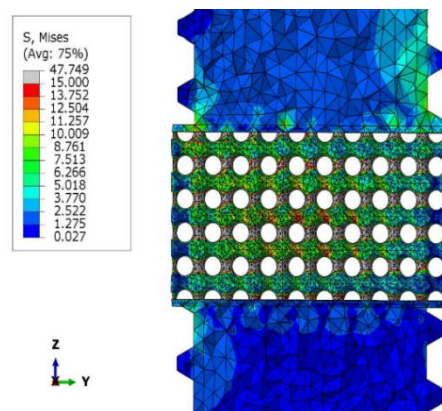 S, Mises
(Avg: 75%)
47.749
15.000
13.752
12.504
11.257
10.009
8.761
7.513
6.266
5.018
3.770
2.522
1.275
0.027
Z
X
Y